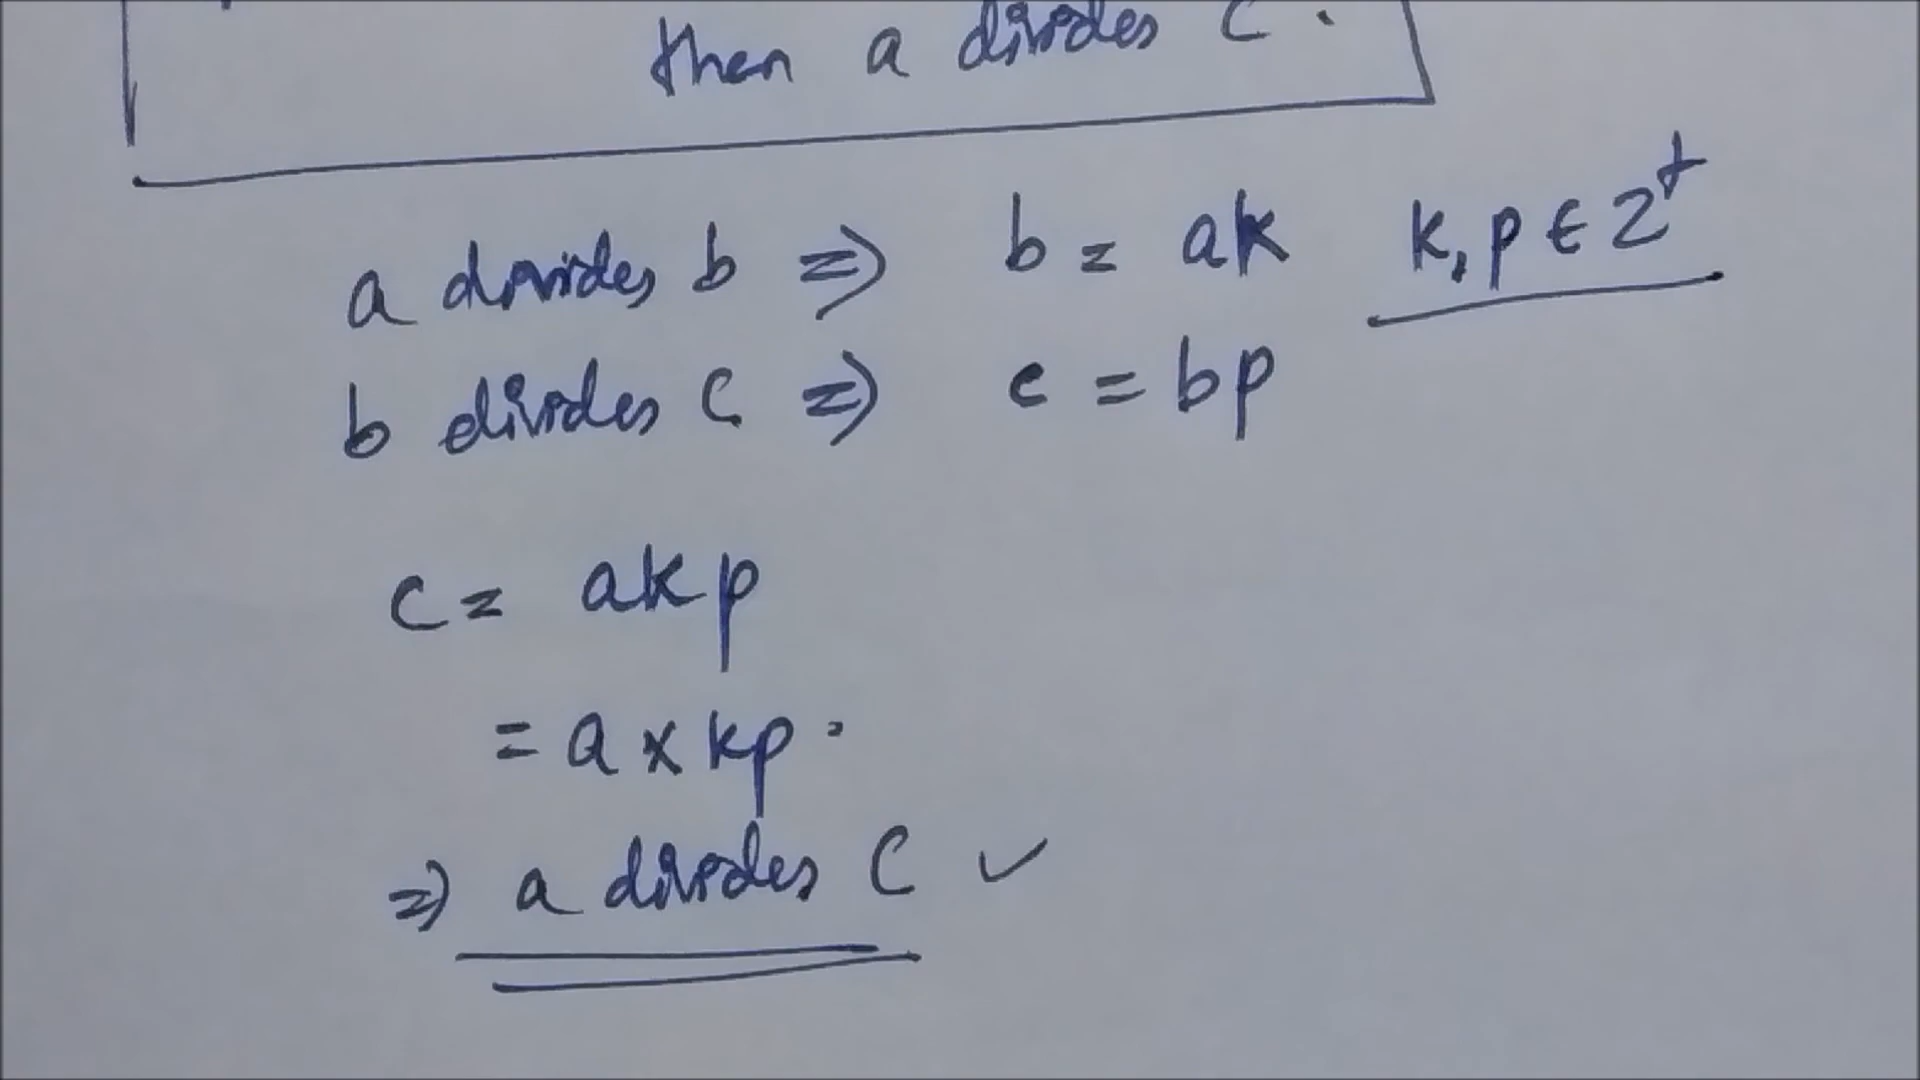 then a divides c.
a divides b ⇒ b = ak k, p ∈ Z⁺
b divides c ⇒ c = bp
c = akp
= a × kp.
⇒ a divides c ✓